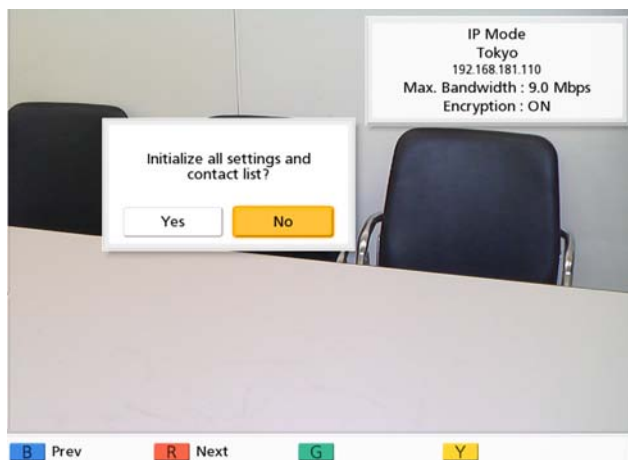 IP Mode
Tokyo
192.168.181.110
Max. Bandwidth : 9.0 Mbps
Encryption : ON
Initialize all settings and
contact list?
Yes No
B Prev R Next G Y